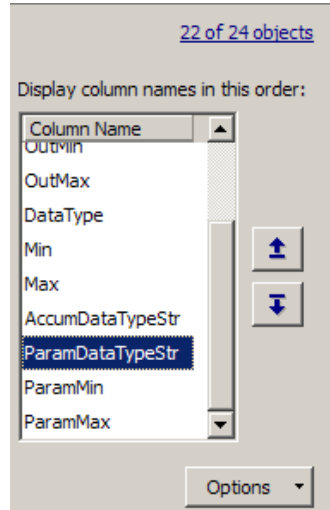 22 of 24 objects
Display column names in this order:
Column Name
OutMin
OutMax
DataType
Min
Max
AccumDataTypeStr
ParamDataTypeStr
ParamMin
ParamMax
Options